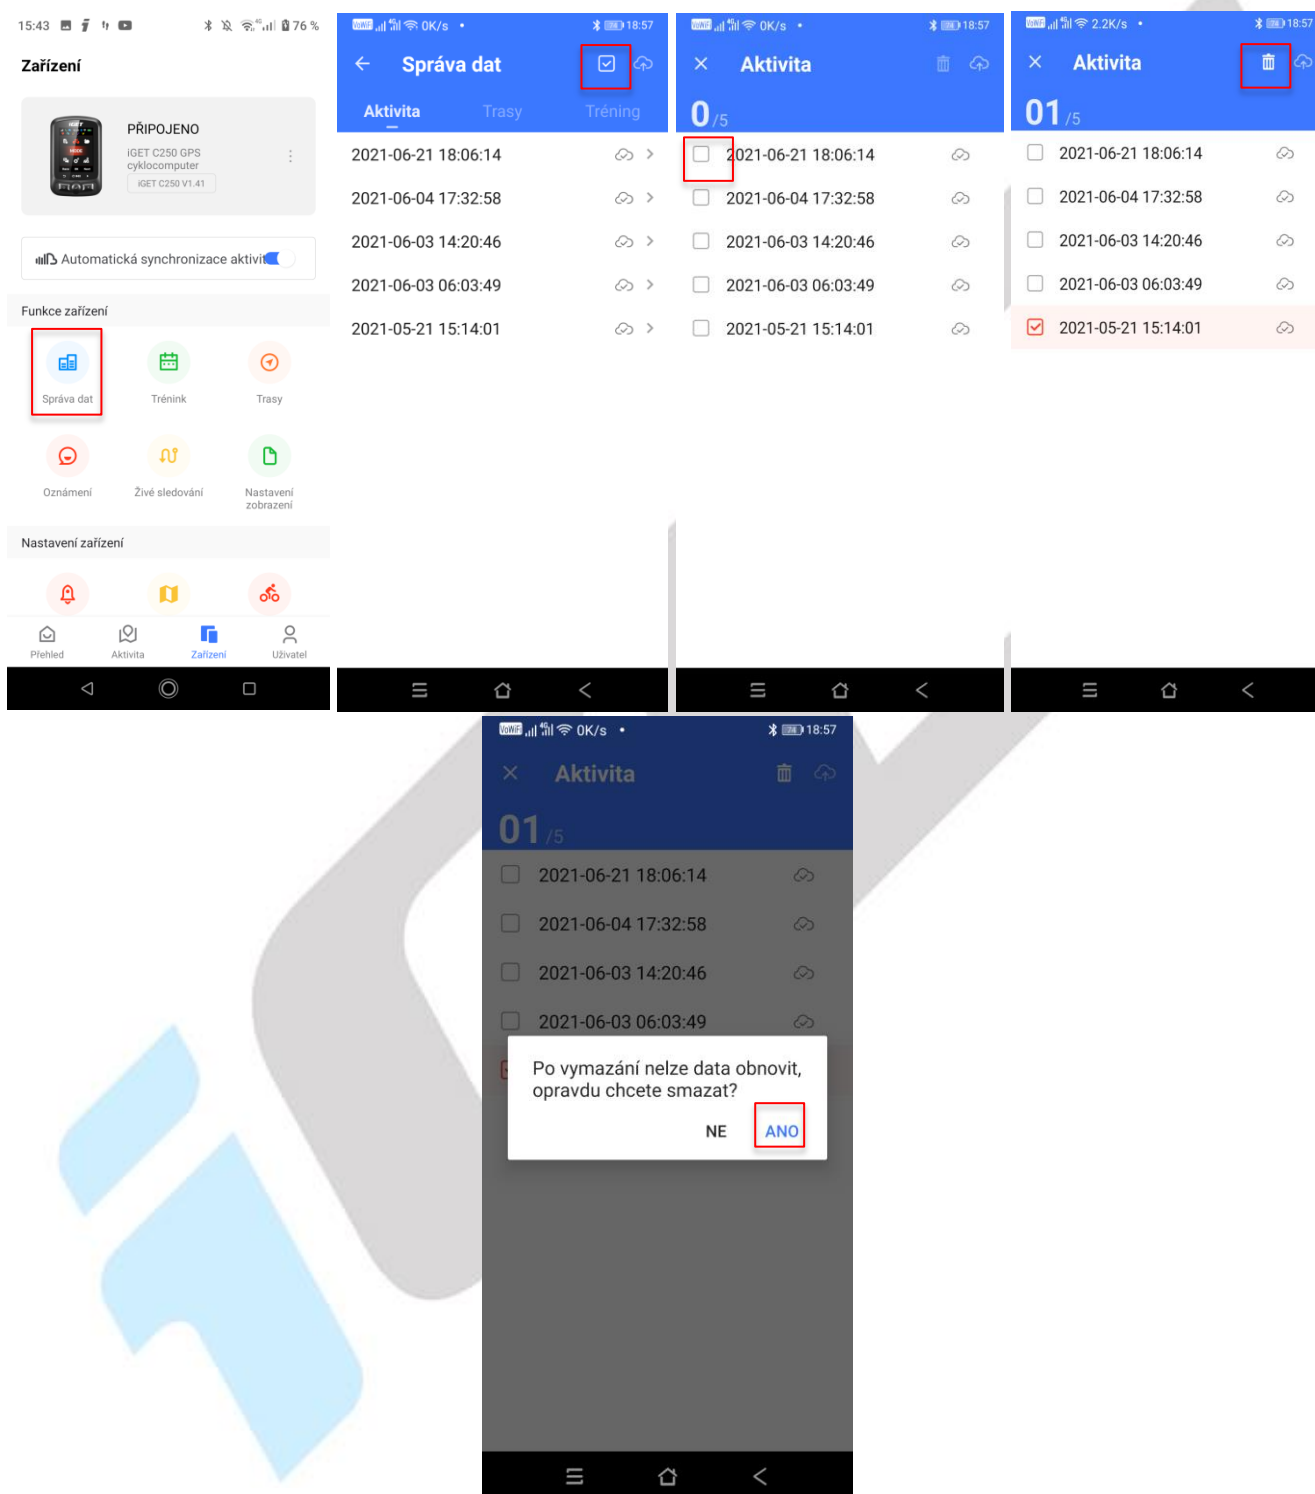 15:43
76 %
Zařízení
PŘIPOJENO
iGET C250 GPS
cyklocomputer
iGET C250 V1.41
Automatická synchronizace aktivit
Funkce zařízení
Správa dat
Trénink
Trasy
Oznámení
Živé sledování
Nastavení
zobrazení
Nastavení zařízení
Přehled
Aktivita
Zařízení
Uživatel
VoWiFi 4G 0K/s 18:57
Správa dat
Aktivita Trasy Tréning
2021-06-21 18:06:14
2021-06-04 17:32:58
2021-06-03 14:20:46
2021-06-03 06:03:49
2021-05-21 15:14:01
VoWiFi 4G 0K/s 18:57
Aktivita
0/5
2021-06-21 18:06:14
2021-06-04 17:32:58
2021-06-03 14:20:46
2021-06-03 06:03:49
2021-05-21 15:14:01
VoWiFi 4G 2.2K/s 18:57
Aktivita
01/5
2021-06-21 18:06:14
2021-06-04 17:32:58
2021-06-03 14:20:46
2021-06-03 06:03:49
2021-05-21 15:14:01
VoWiFi 4G 0K/s 18:57
Aktivita
01/5
2021-06-21 18:06:14
2021-06-04 17:32:58
2021-06-03 14:20:46
2021-06-03 06:03:49
Po vymazání nelze data obnovit,
opravdu chcete smazat?
NE ANO